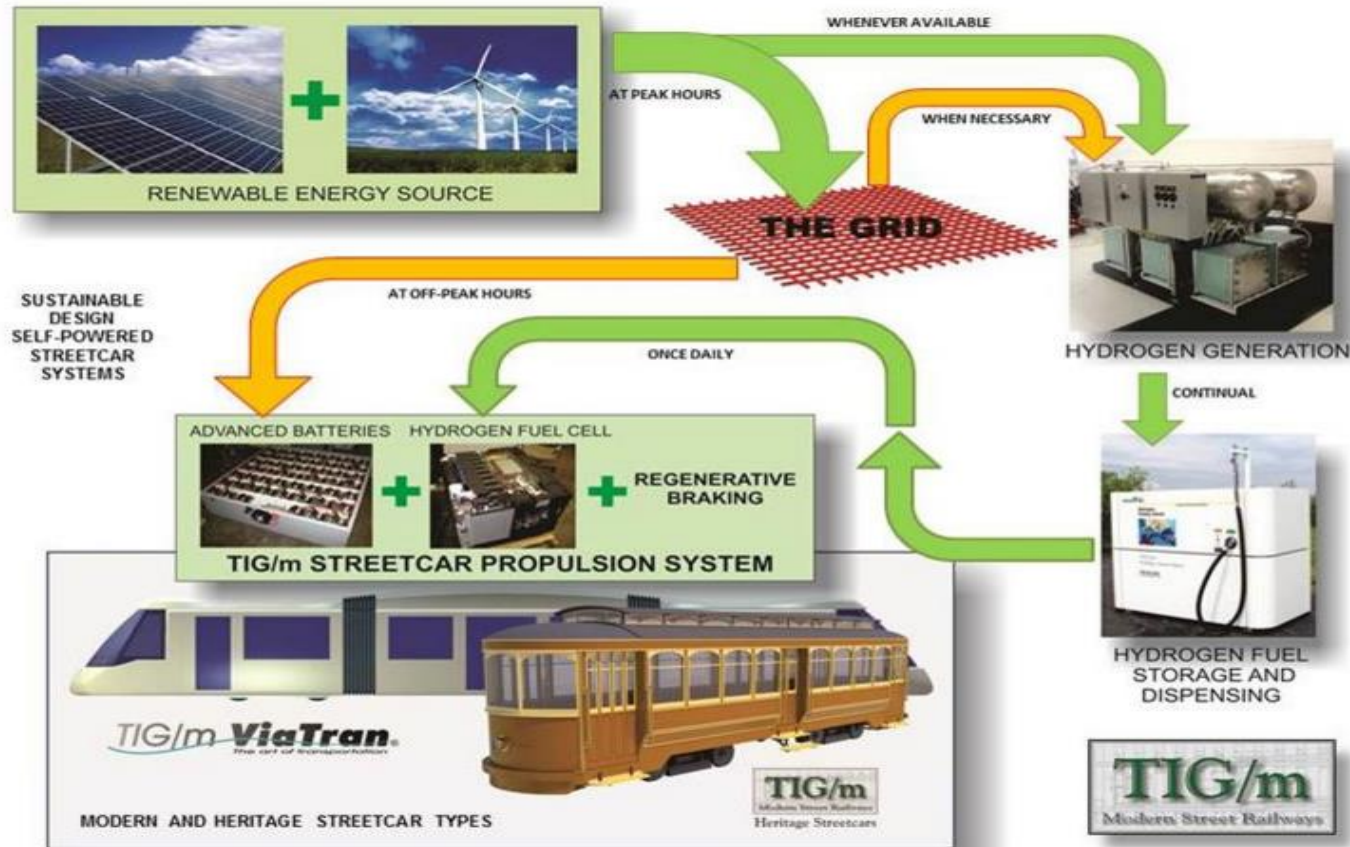 WHENEVER AVAILABLE
AT PEAK HOURS
WHEN NECESSARY
RENEWABLE ENERGY SOURCE
THE GRID
AT OFF-PEAK HOURS
SUSTAINABLE
DESIGN
SELF-POWERED
STREETCAR
SYSTEMS
ONCE DAILY
HYDROGEN GENERATION
CONTINUAL
ADVANCED BATTERIES
HYDROGEN FUEL CELL
REGENERATIVE
BRAKING
TIG/m STREETCAR PROPULSION SYSTEM
HYDROGEN FUEL
STORAGE AND
DISPENSING
TIG/m ViaTran®
The art of transportation
TIG/m
Modern Street Railways
Heritage Streetcars
MODERN AND HERITAGE STREETCAR TYPES
TIG/m
Modern Street Railways